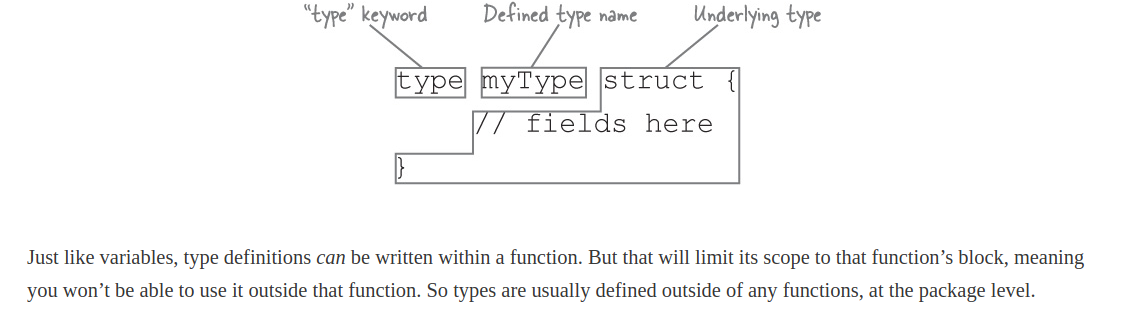 “type” keyword Defined type name Underlying type
type myType struct {
// fields here
}
Just like variables, type definitions can be written within a function. But that will limit its scope to that function’s block, meaning
you won’t be able to use it outside that function. So types are usually defined outside of any functions, at the package level.